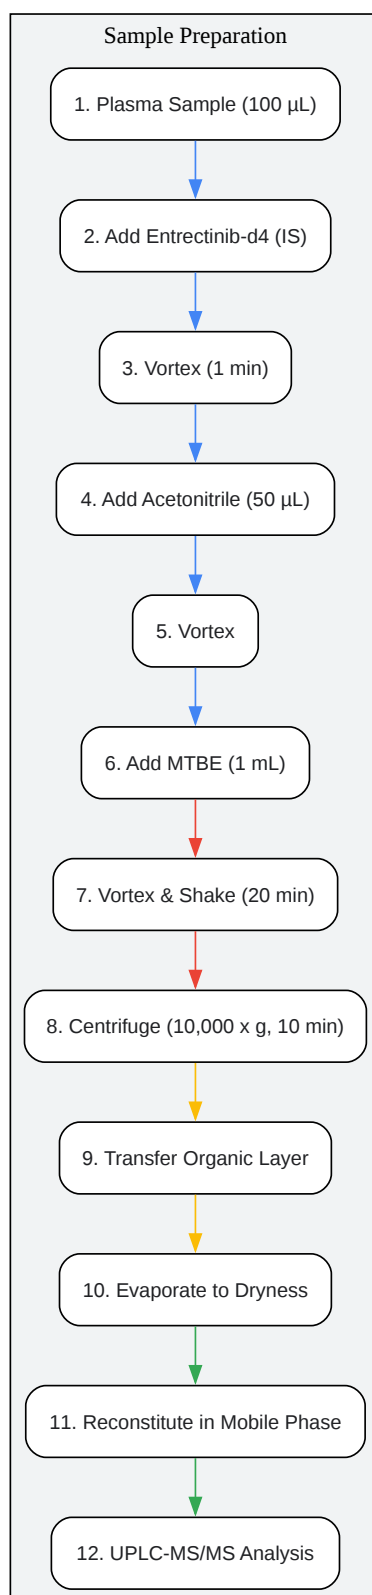 Sample Preparation
1. Plasma Sample (100 µL)
2. Add Entrectinib-d4 (IS)
3. Vortex (1 min)
4. Add Acetonitrile (50 µL)
5. Vortex
6. Add MTBE (1 mL)
7. Vortex & Shake (20 min)
8. Centrifuge (10,000 x g, 10 min)
9. Transfer Organic Layer
10. Evaporate to Dryness
11. Reconstitute in Mobile Phase
12. UPLC-MS/MS Analysis